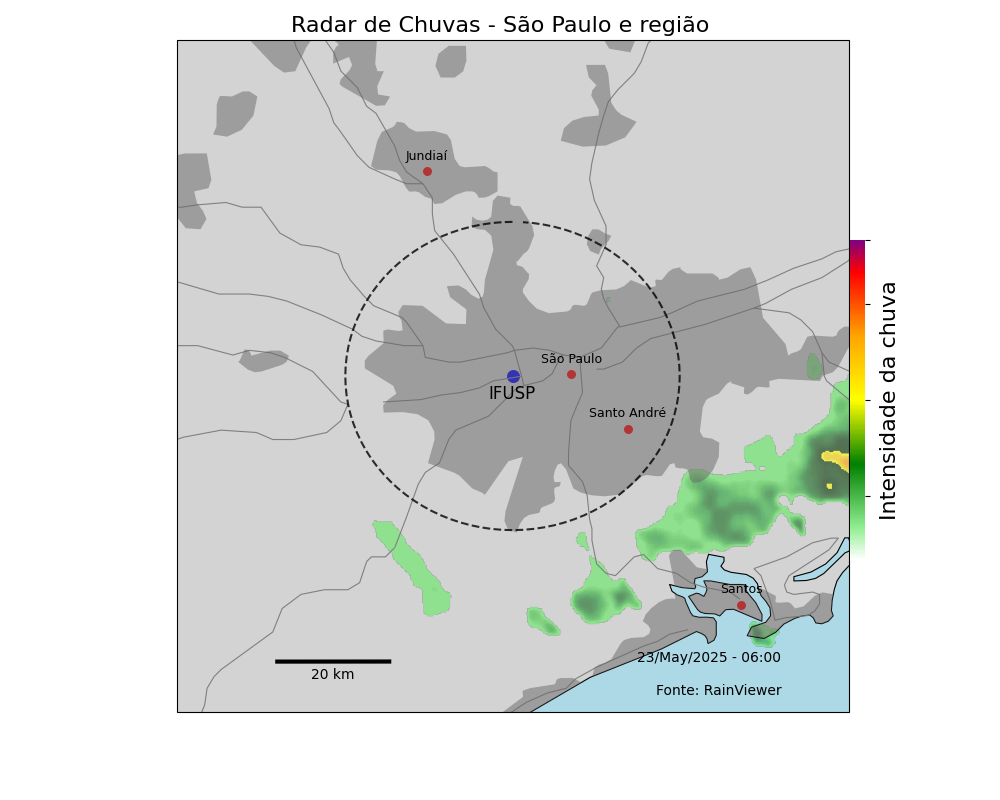 Radar de Chuvas - São Paulo e região
Jundiaí
São Paulo
IFUSP
Santo André
Intensidade da chuva
Santos
23/May/2025 - 06:00
20 km
Fonte: RainViewer